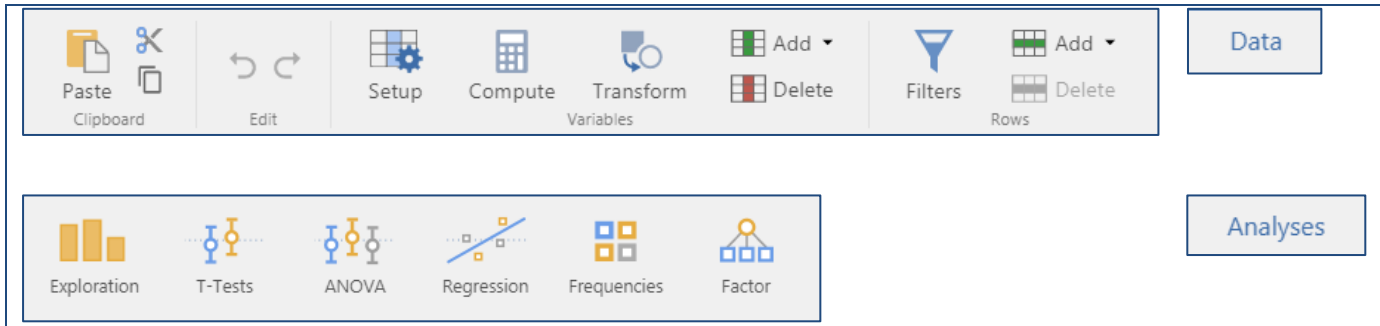 Add Add Data
Paste Setup Compute Transform Delete Filters Delete
Clipboard Edit Variables Rows
Analyses
Exploration T-Tests ANOVA Regression Frequencies Factor